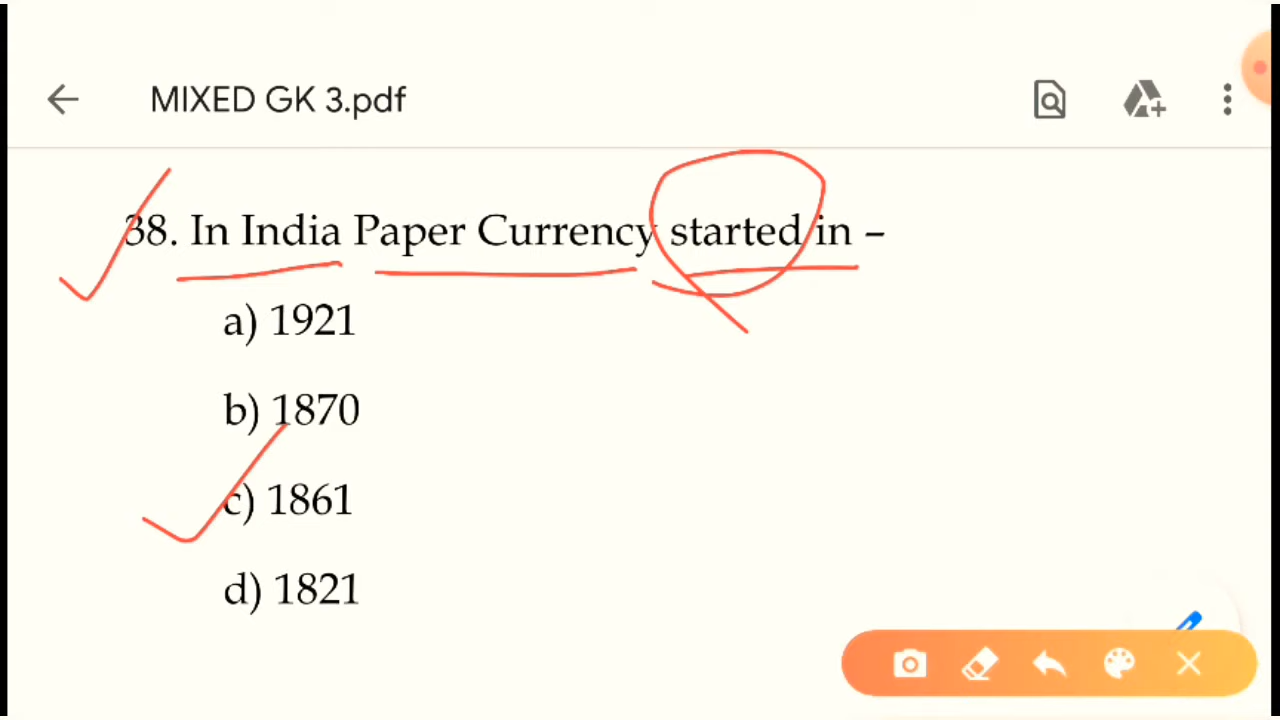 MIXED GK 3.pdf
38. In India Paper Currency started in –
a) 1921
b) 1870
c) 1861
d) 1821